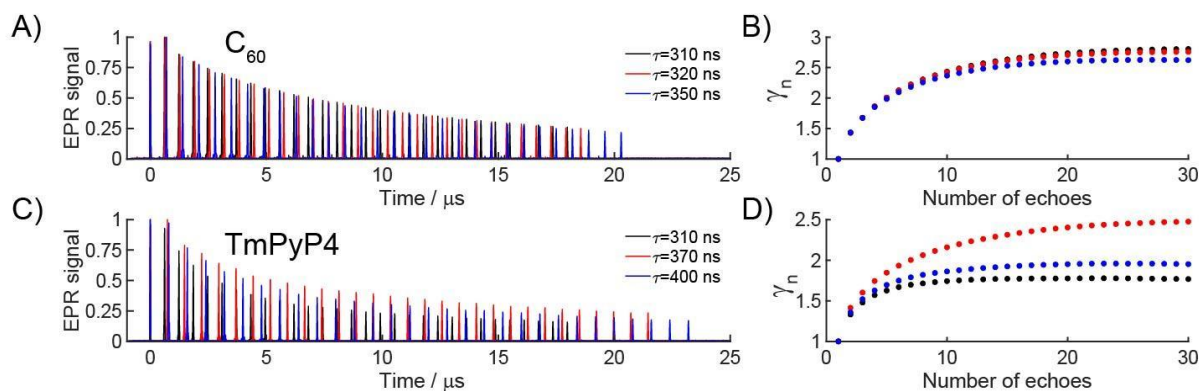 A)
C60
EPR signal
1
0.75
0.5
0.25
0
τ=310 ns
τ=320 ns
τ=350 ns
0 5 10 15 20 25
Time / μs
B)
γn
3
2.5
2
1.5
1
0 10 20 30
Number of echoes
C)
TmPyP4
EPR signal
1
0.75
0.5
0.25
0
τ=310 ns
τ=370 ns
τ=400 ns
0 5 10 15 20 25
Time / μs
D)
γn
2.5
2
1.5
1
0 10 20 30
Number of echoes